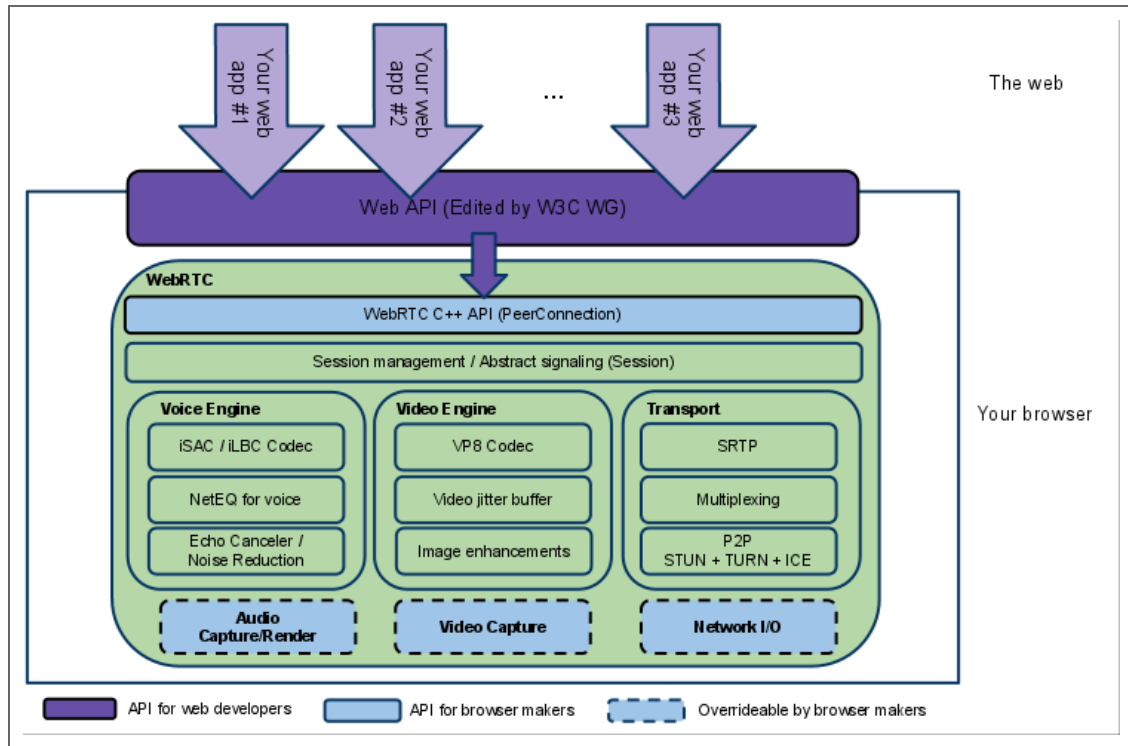 Your web
app #1
Your web
app #2
...
Your web
app #3
The web
Web API (Edited by W3C WG)
WebRTC
WebRTC C++ API (PeerConnection)
Session management / Abstract signaling (Session)
Your browser
Voice Engine
iSAC / iLBC Codec
NetEQ for voice
Echo Canceler /
Noise Reduction
Video Engine
VP8 Codec
Video jitter buffer
Image enhancements
Transport
SRTP
Multiplexing
P2P
STUN + TURN + ICE
Audio
Capture/Render
Video Capture
Network I/O
API for web developers
API for browser makers
Overrideable by browser makers